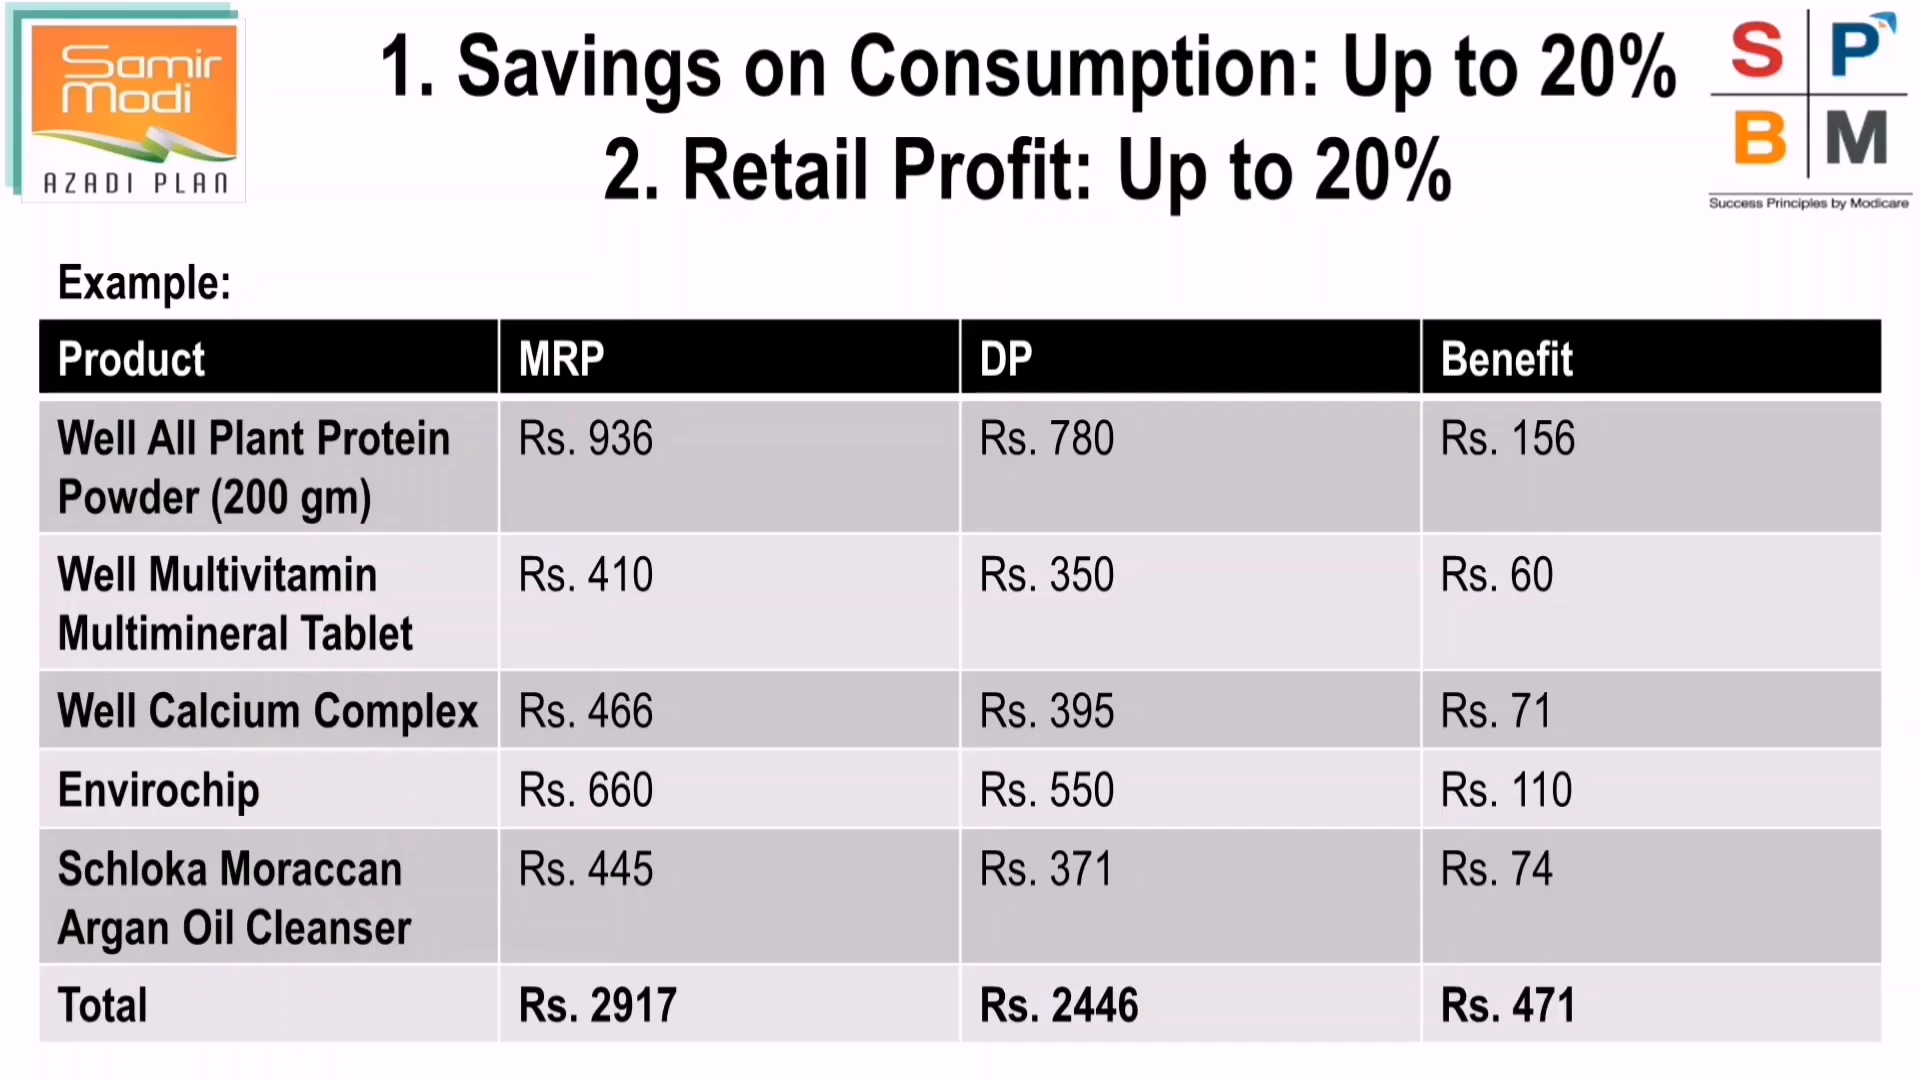 Samir
Modi
AZADI PLAN
1. Savings on Consumption: Up to 20%
2. Retail Profit: Up to 20%
S P
B M
Success Principles by Modicare
Example:
Product MRP DP Benefit
Well All Plant Protein Rs. 936 Rs. 780 Rs. 156
Powder (200 gm)
Well Multivitamin Rs. 410 Rs. 350 Rs. 60
Multimineral Tablet
Well Calcium Complex Rs. 466 Rs. 395 Rs. 71
Envirochip Rs. 660 Rs. 550 Rs. 110
Schloka Moraccan Rs. 445 Rs. 371 Rs. 74
Argan Oil Cleanser
Total Rs. 2917 Rs. 2446 Rs. 471